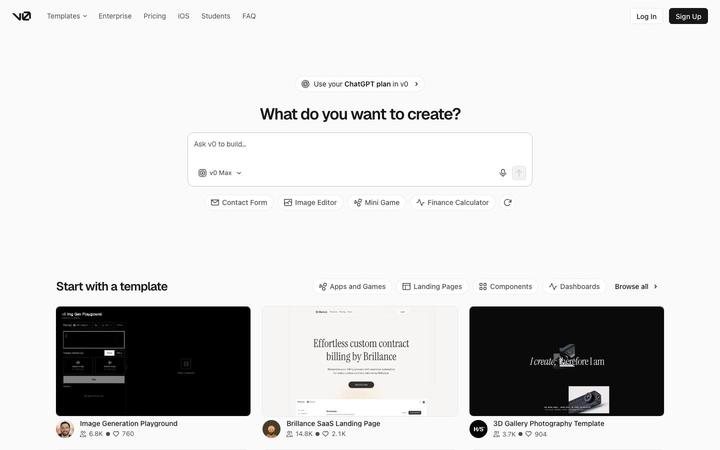 v0
Templates Enterprise Pricing iOS Students FAQ
Log In Sign Up
Use your ChatGPT plan in v0
What do you want to create?
Ask v0 to build...
v0 Max
Contact Form Image Editor Mini Game Finance Calculator
Start with a template
Apps and Games Landing Pages Components Dashboards Browse all
Effortless custom contract
billing by Brillance
I create, therefore I am
Image Generation Playground
6.8K 760
Brillance SaaS Landing Page
14.8K 2.1K
H/S
3D Gallery Photography Template
3.7K 904